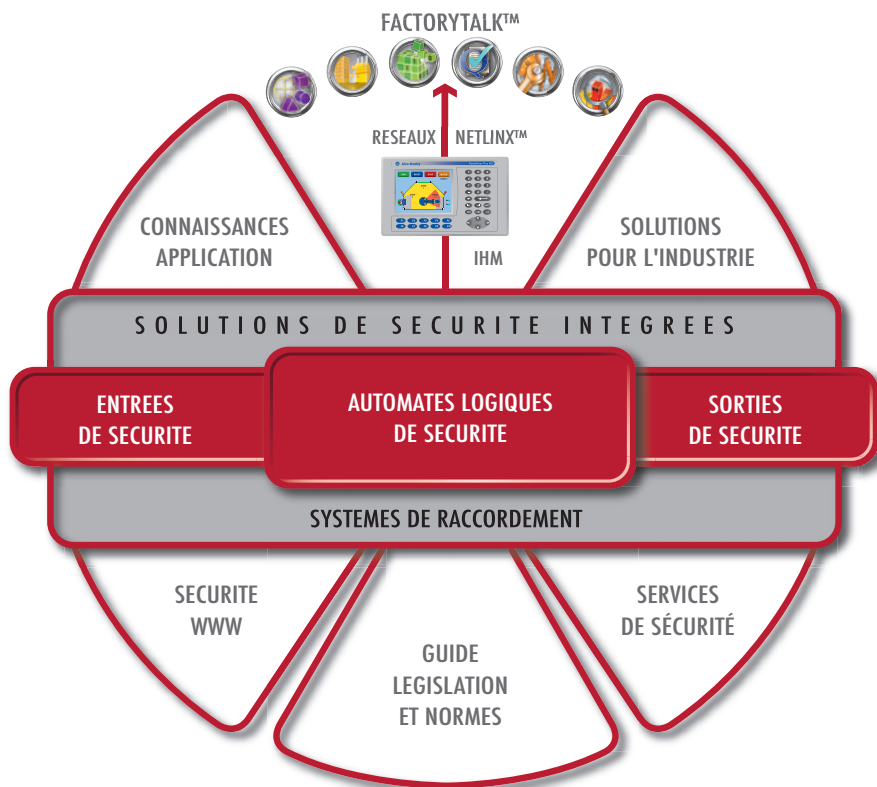 FACTORYTALK™
RESEAUX NETLINX™
CONNAISSANCES
APPLICATION
SOLUTIONS
POUR L'INDUSTRIE
IHM
SOLUTIONS DE SECURITE INTEGREES
ENTREES
DE SECURITE
AUTOMATES LOGIQUES
DE SECURITE
SORTIES
DE SECURITE
SYSTEMES DE RACCORDEMENT
SECURITE
WWW
SERVICES
DE SÉCURITÉ
GUIDE
LEGISLATION
ET NORMES